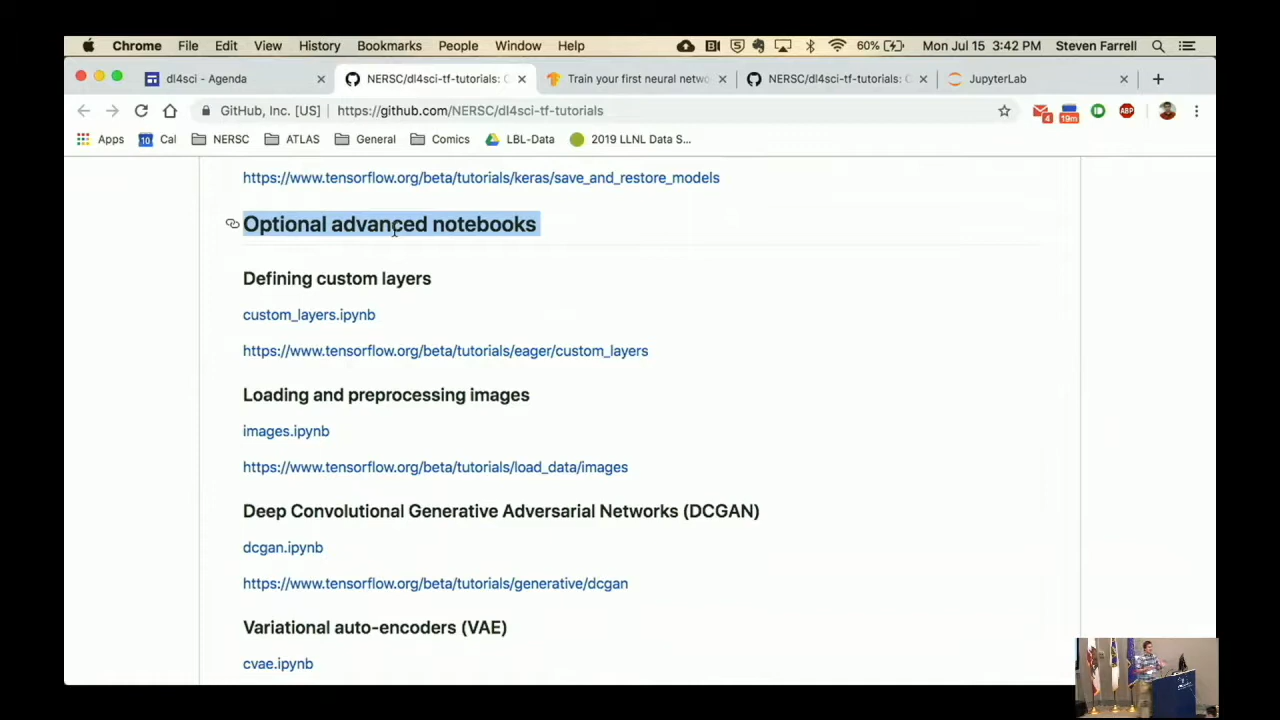 Chrome File Edit View History Bookmarks People Window Help 60% Mon Jul 15 3:42 PM Steven Farrell
dl4sci - Agenda NERSC/dl4sci-tf-tutorials: C Train your first neural netwo NERSC/dl4sci-tf-tutorials: C JupyterLab
GitHub, Inc. [US] https://github.com/NERSC/dl4sci-tf-tutorials 4 19m ABP
Apps 10 Cal NERSC ATLAS General Comics LBL-Data 2019 LLNL Data S...
https://www.tensorflow.org/beta/tutorials/keras/save_and_restore_models
Optional advanced notebooks
Defining custom layers
custom_layers.ipynb
https://www.tensorflow.org/beta/tutorials/eager/custom_layers
Loading and preprocessing images
images.ipynb
https://www.tensorflow.org/beta/tutorials/load_data/images
Deep Convolutional Generative Adversarial Networks (DCGAN)
dcgan.ipynb
https://www.tensorflow.org/beta/tutorials/generative/dcgan
Variational auto-encoders (VAE)
cvae.ipynb